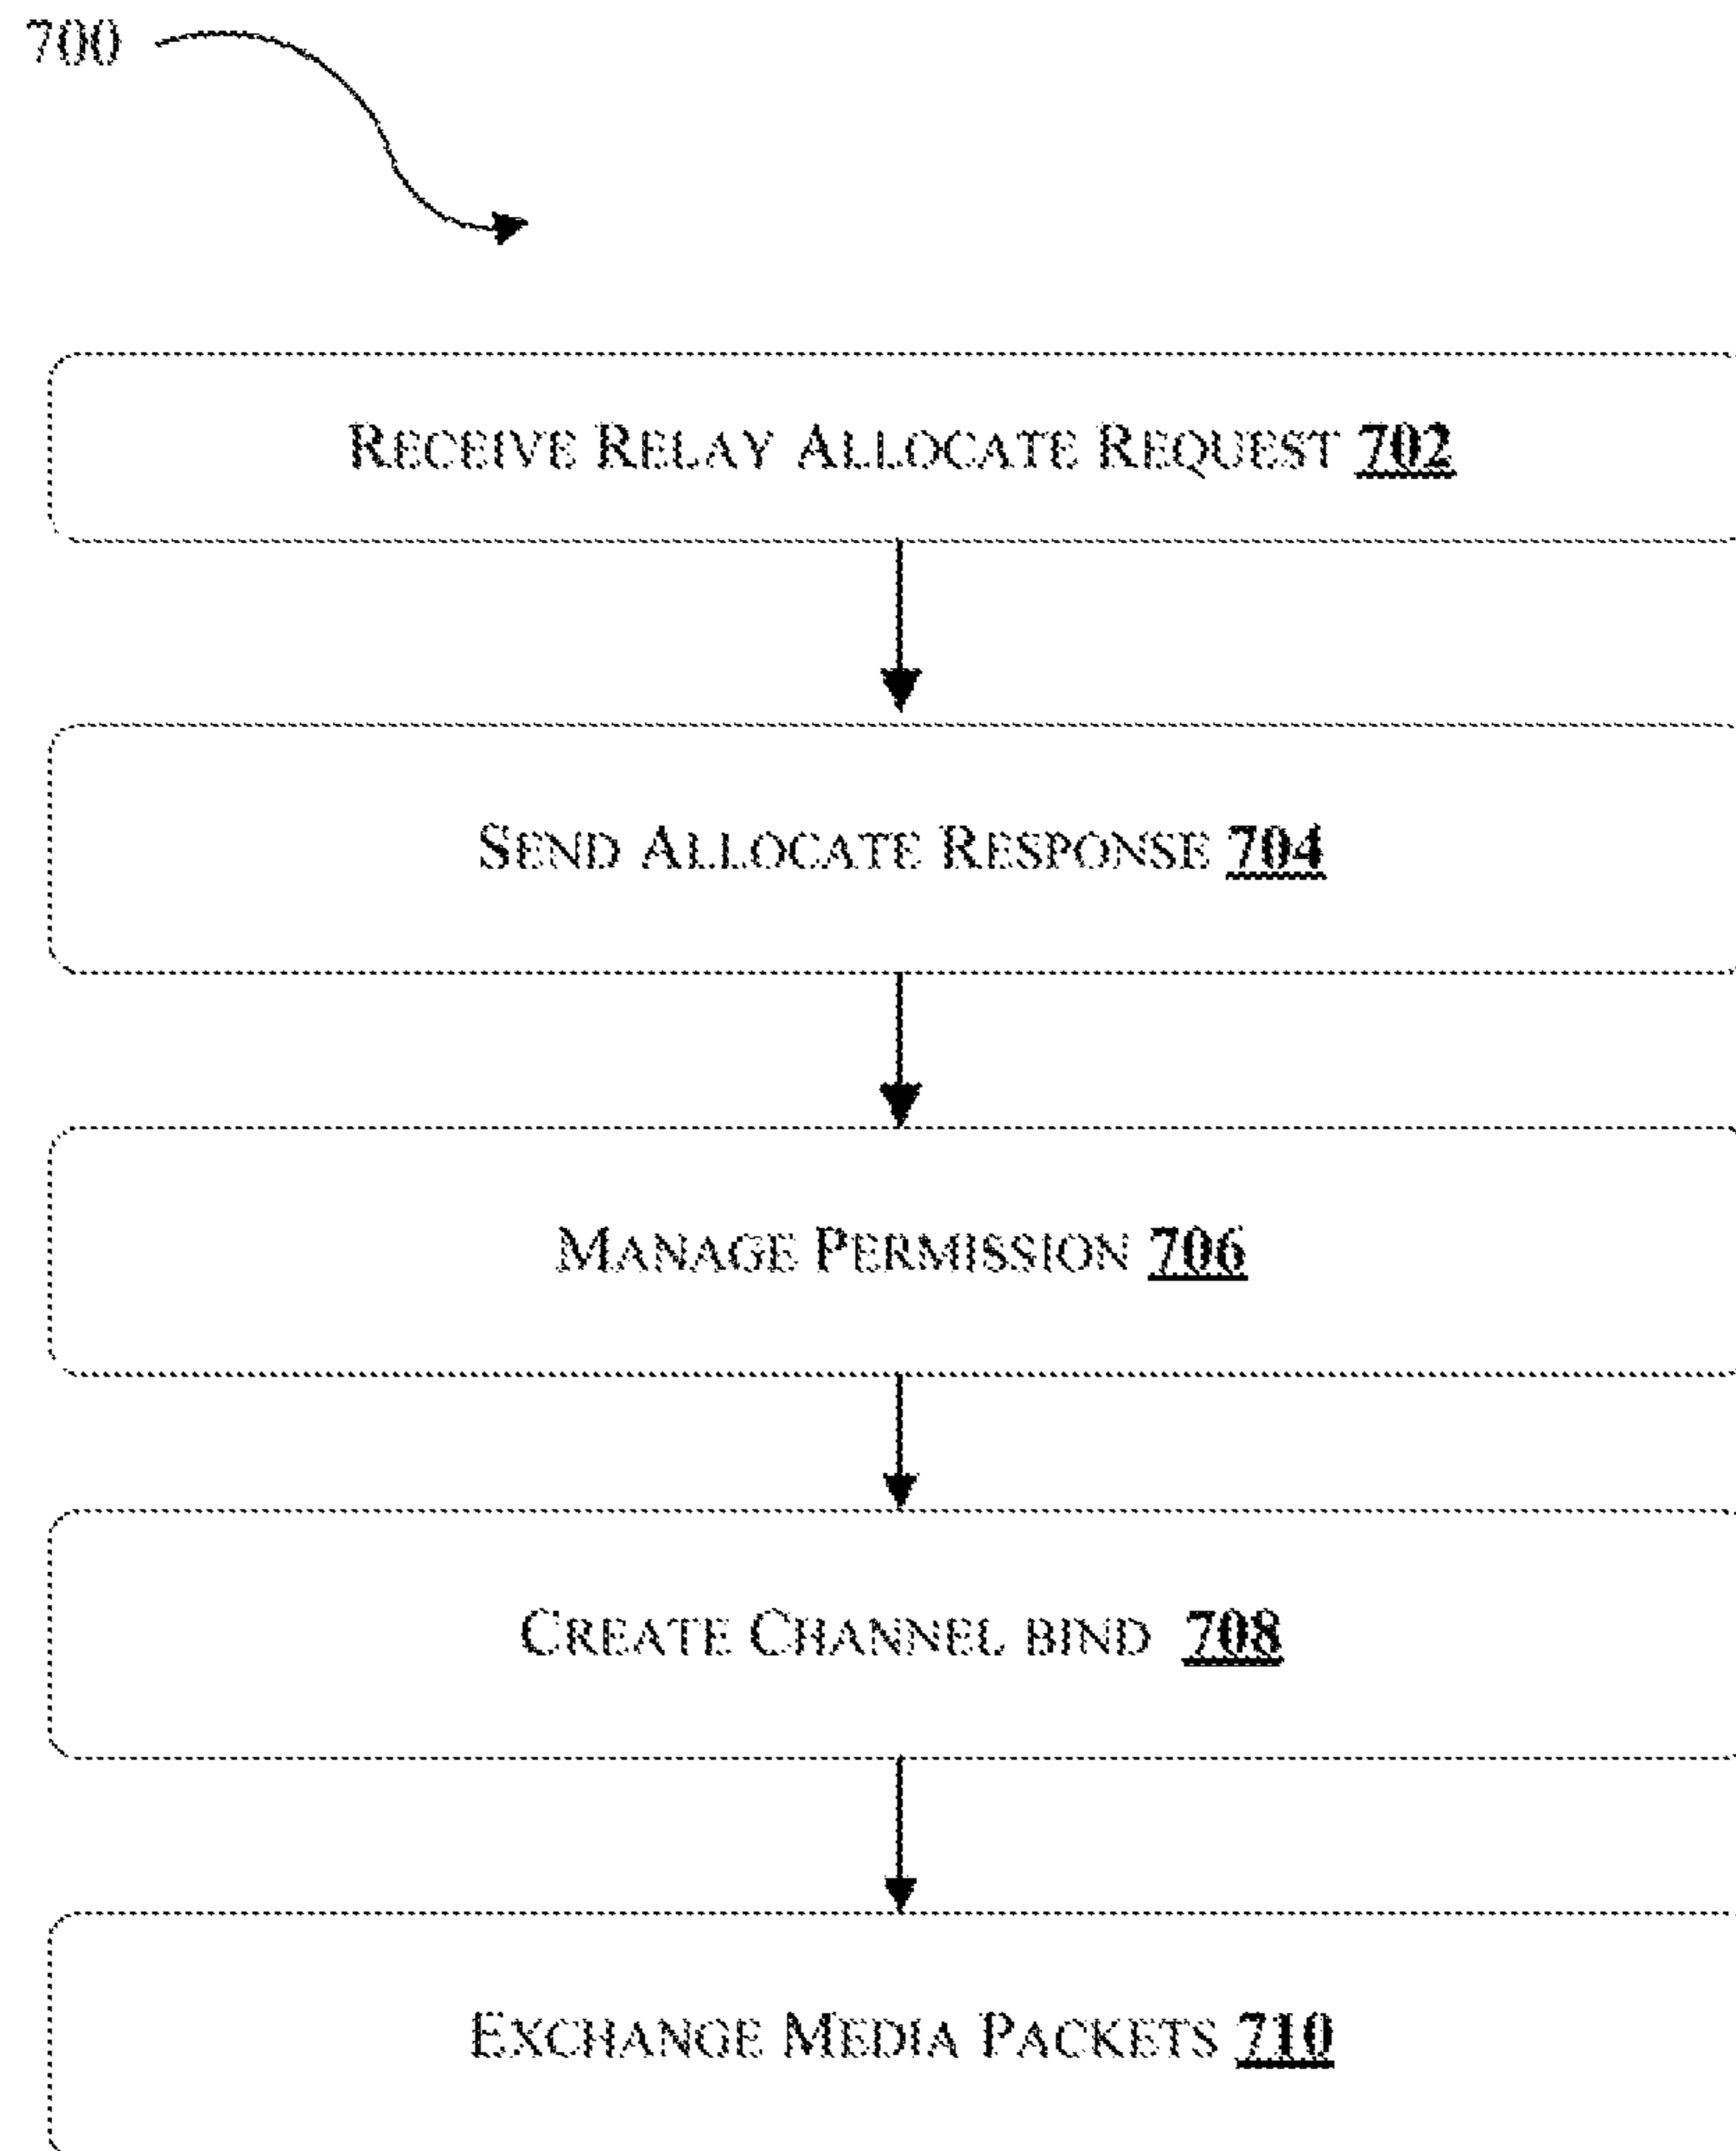 700
RECEIVE RELAY ALLOCATE REQUEST 702
SEND ALLOCATE RESPONSE 704
MANAGE PERMISSION 706
CREATE CHANNEL BIND 708
EXCHANGE MEDIA PACKETS 710